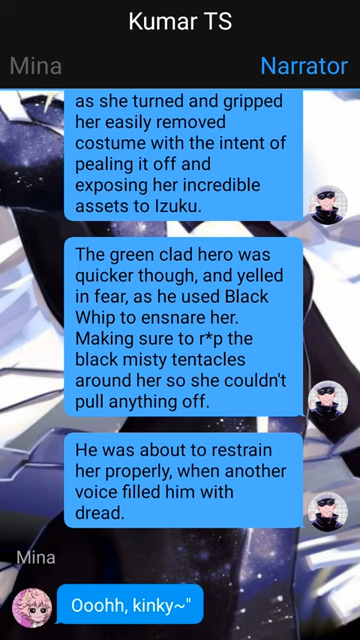 Kumar TS
Mina
Narrator
as she turned and gripped
her easily removed
costume with the intent of
pealing it off and
exposing her incredible
assets to Izuku.
The green clad hero was
quicker though, and yelled
in fear, as he used Black
Whip to ensnare her.
Making sure to r*p the
black misty tentacles
around her so she couldn't
pull anything off.
He was about to restrain
her properly, when another
voice filled him with
dread.
Mina
Ooohh, kinky~"